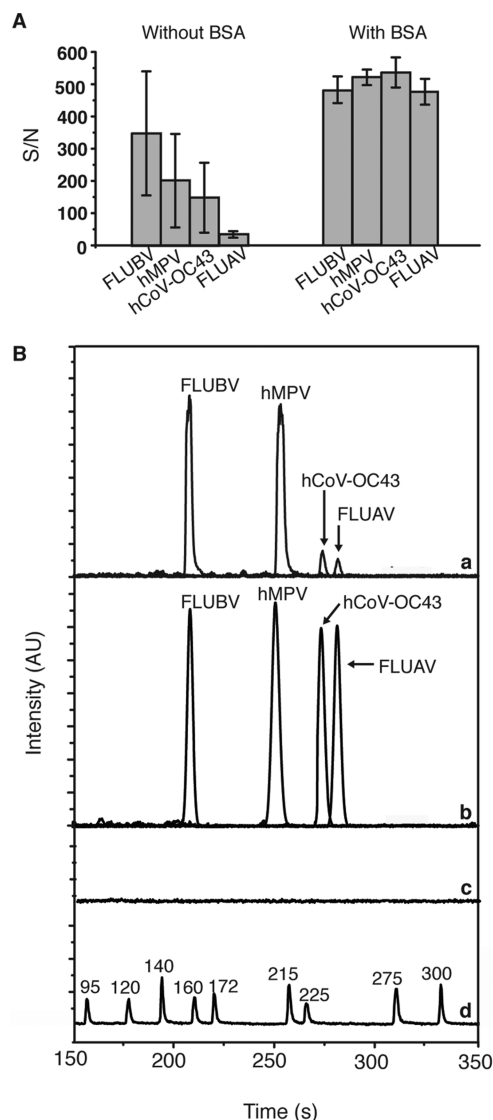 A
Without BSA
With BSA
600
500
400
300
200
100
0
S/N
FLUBV
hMPV
hCoV-OC43
FLUAV
FLUBV
hMPV
hCoV-OC43
FLUAV
B
FLUBV
hMPV
hCoV-OC43
FLUAV
a
FLUBV
hMPV
hCoV-OC43
FLUAV
b
c
95
120
140
160
172
215
225
275
300
d
Intensity (AU)
150
200
250
300
350
Time (s)